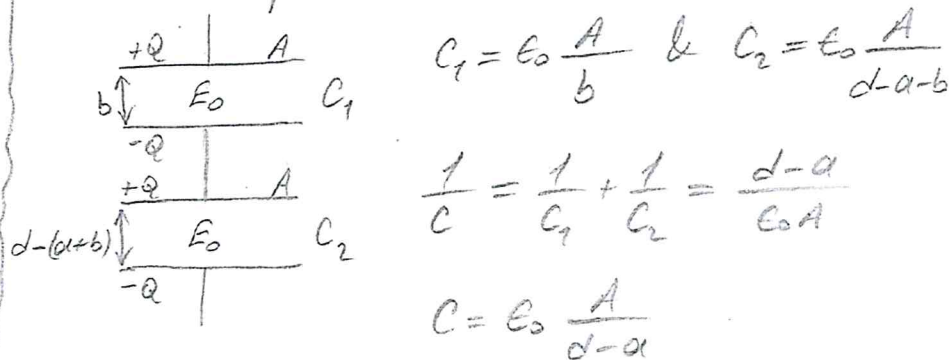 +Q A
b E₀ C₁
-Q
+Q A
d-(a+b) E₀ C₂
-Q
C₁ = ϵ₀ A/b & C₂ = ϵ₀ A/(d-a-b)
1/C = 1/C₁ + 1/C₂ = (d-a)/(ϵ₀A)
C = ϵ₀ A/(d-a)